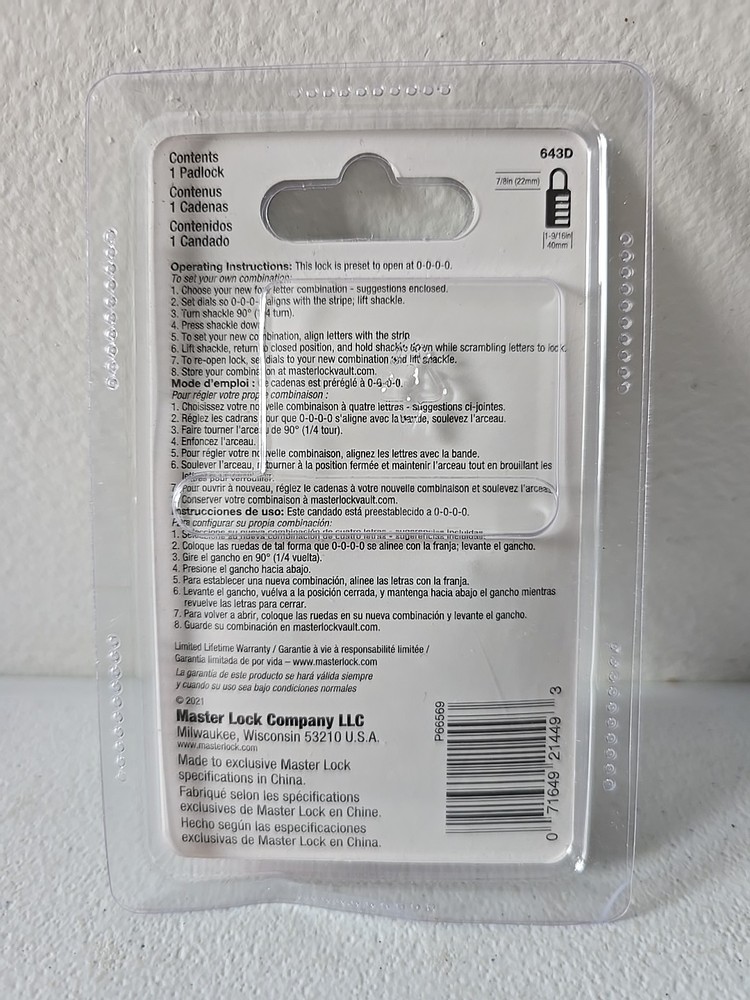 Contents
1 Padlock
Contenus
1 Cadenas
Contenidos
1 Candado
643D
7/8in (22mm)
1-9/16in
40mm
Operating Instructions: This lock is preset to open at 0-0-0-0.
To set your own combination:
1. Choose your new four letter combination - suggestions enclosed.
2. Set dials so 0-0-0- aligns with the stripe; lift shackle.
3. Turn shackle 90° (1/4 turn).
4. Press shackle down
5. To set your new combination, align letters with the strip
6. Lift shackle, return to closed position, and hold shackle down while scrambling letters to lock.
7. To re-open lock, set dials to your new combination and lift shackle.
8. Store your combination at masterlockvault.com.
Mode d'emploi : Le cadenas est préréglé à 0-0-0-0.
Pour régler votre propre combinaison :
1. Choisissez votre nouvelle combinaison à quatre lettres - suggestions ci-jointes.
2. Réglez les cadrans pour que 0-0-0-0 s'aligne avec la bande, soulevez l'arceau.
3. Faire tourner l'arceau de 90° (1/4 tour).
4. Enfoncez l'arceau.
5. Pour régler votre nouvelle combinaison, alignez les lettres avec la bande.
6. Soulever l'arceau, retourner à la position fermée et maintenir l'arceau tout en brouillant les
lettres pour verrouiller.
7. Pour ouvrir à nouveau, réglez le cadenas à votre nouvelle combinaison et soulevez l'arceau.
Conserver votre combinaison à masterlockvault.com.
Instrucciones de uso: Este candado está preestablecido a 0-0-0-0.
Para configurar su propia combinación:
1. Seleccione su nueva combinación de cuatro letras - sugerencias incluidas.
2. Coloque las ruedas de tal forma que 0-0-0-0 se alinee con la franja; levante el gancho.
3. Gire el gancho en 90° (1/4 vuelta).
4. Presione el gancho hacia abajo.
5. Para establecer una nueva combinación, alinee las letras con la franja.
6. Levante el gancho, vuélva a la posición cerrada, y mantenga hacia abajo el gancho mientras
revuelve las letras para cerrar.
7. Para volver a abrir, coloque las ruedas en su nueva combinación y levante el gancho.
8. Guarde su combinación en masterlockvault.com.
Limited Lifetime Warranty / Garantie à vie à responsabilité limitée /
Garantía limitada de por vida – www.masterlock.com
La garantía de este producto se hará válida siempre
y cuando su uso sea bajo condiciones normales
© 2021
Master Lock Company LLC
Milwaukee, Wisconsin 53210 U.S.A.
www.masterlock.com
Made to exclusive Master Lock
specifications in China.
Fabriqué selon les spécifications
exclusives de Master Lock en Chine.
Hecho según las especificaciones
exclusivas de Master Lock en China.
P66569
0 71649 21449 3